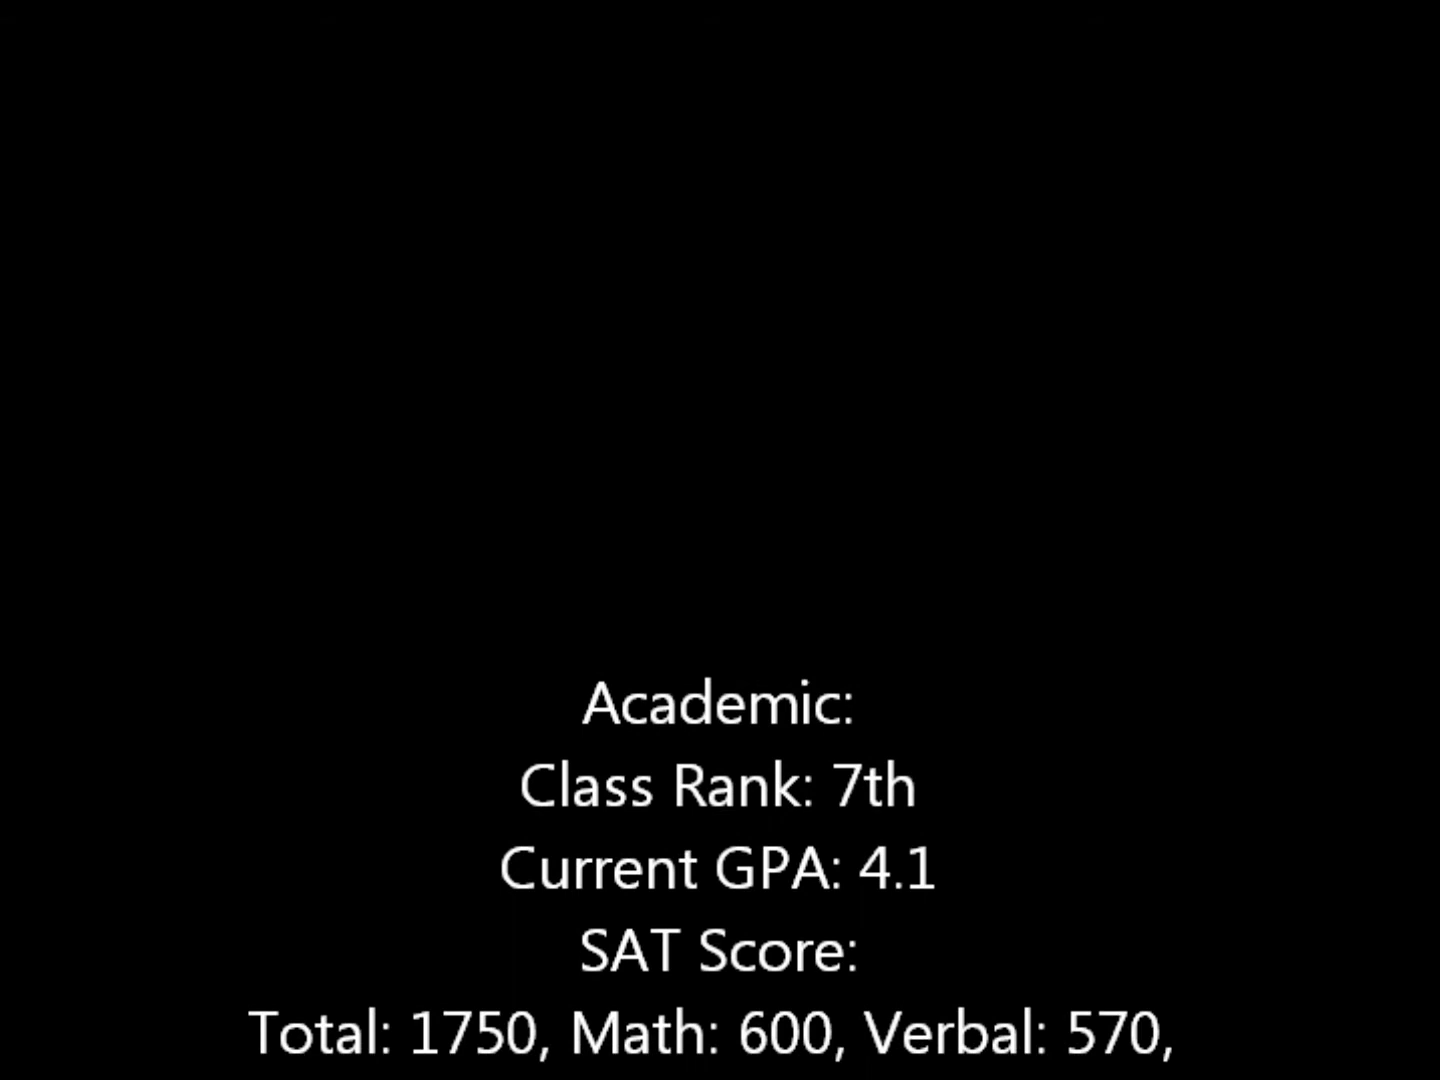 Academic:
Class Rank: 7th
Current GPA: 4.1
SAT Score:
Total: 1750, Math: 600, Verbal: 570,